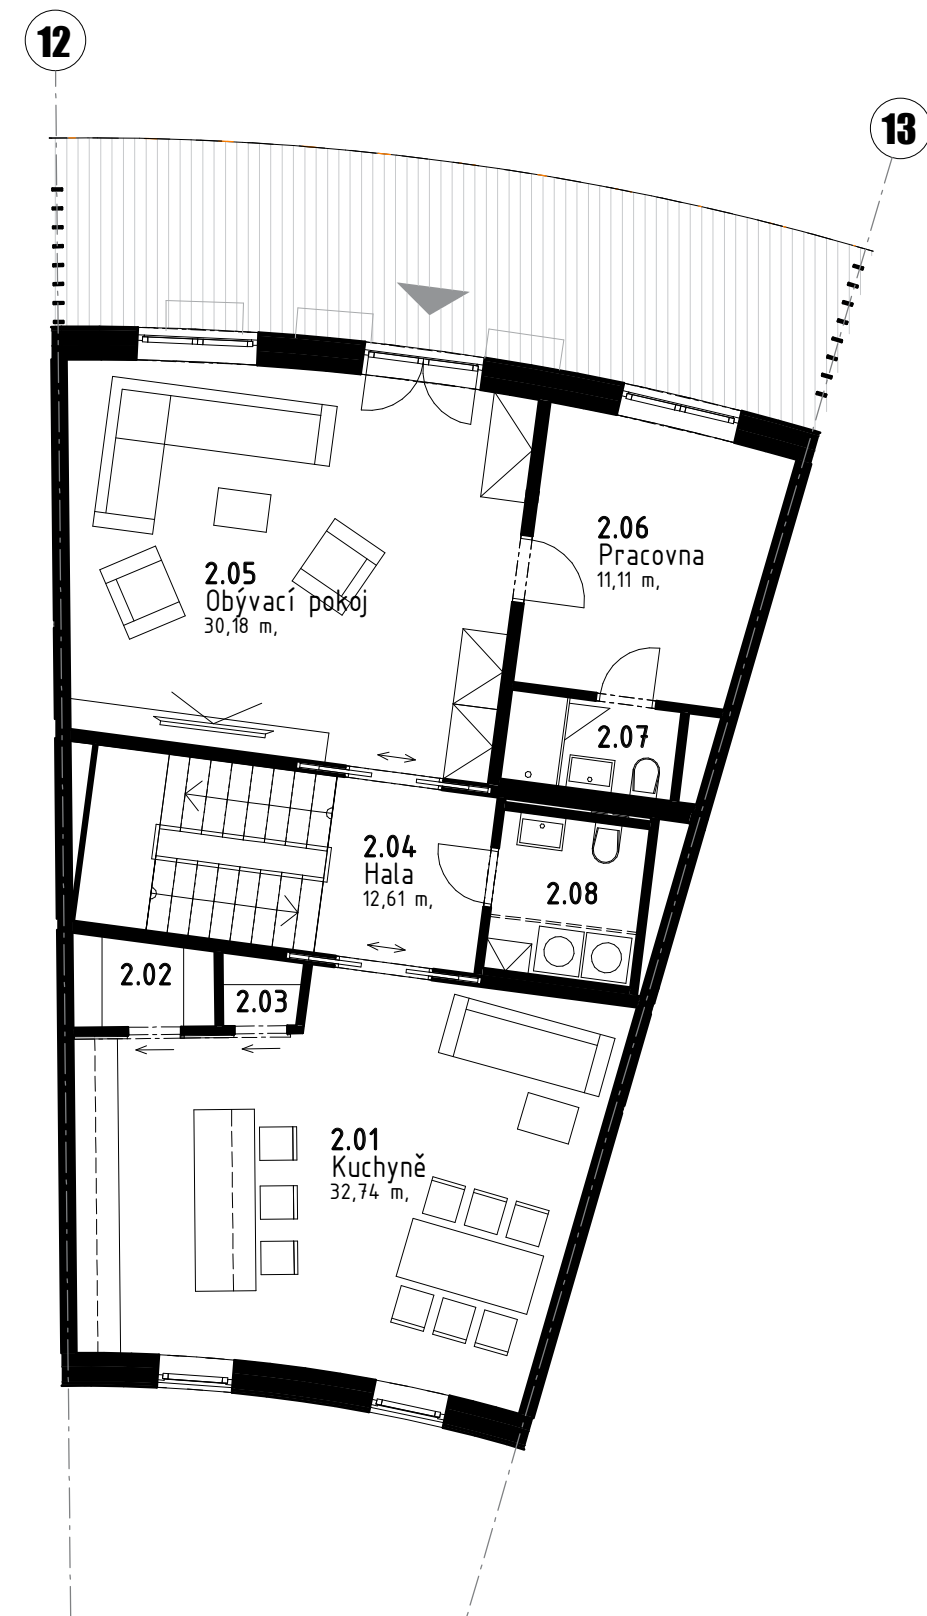 12
13
2.06
Pracovna
11,11 m,
2.05
Obývací pokoj
30,18 m,
2.07
2.04
Hala
12,61 m,
2.08
2.02
2.03
2.01
Kuchyně
32,74 m,